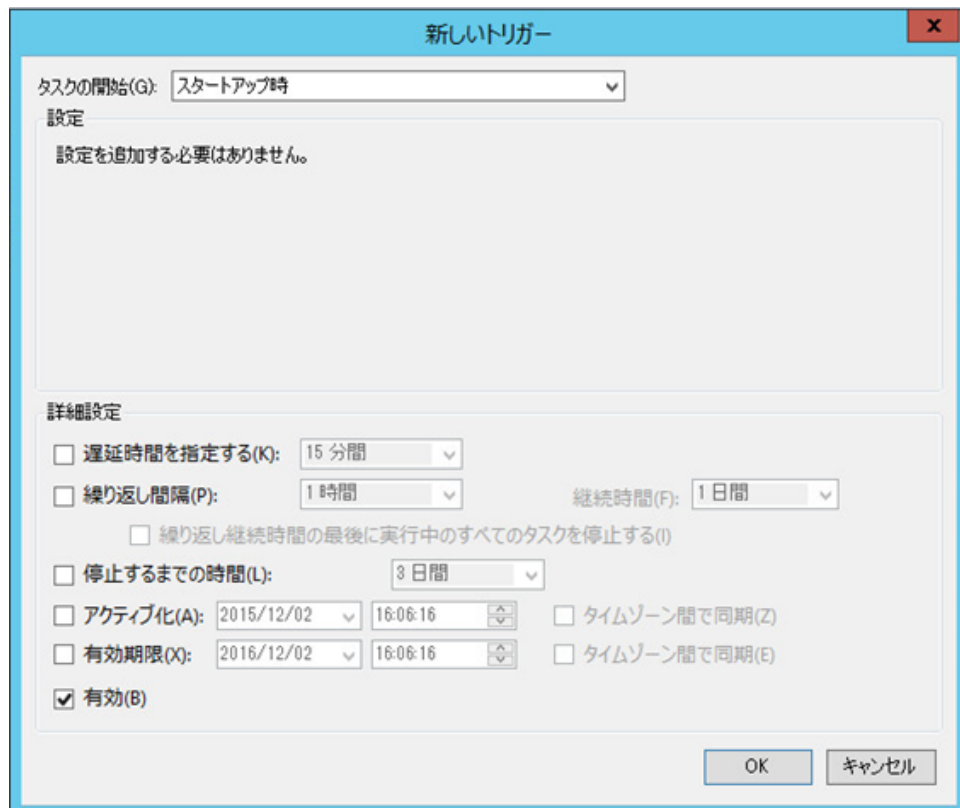 新しいトリガー
x
タスクの開始(G): スタートアップ時
設定
設定を追加する必要はありません。
詳細設定
遅延時間を指定する(K): 15 分間
繰り返し間隔(P): 1 時間 継続時間(F): 1 日間
繰り返し継続時間の最後に実行中のすべてのタスクを停止する(I)
停止するまでの時間(L): 3 日間
アクティブ化(A): 2015/12/02 16:06:16 タイムゾーン間で同期(Z)
有効期限(X): 2016/12/02 16:06:16 タイムゾーン間で同期(E)
有効(B)
OK キャンセル